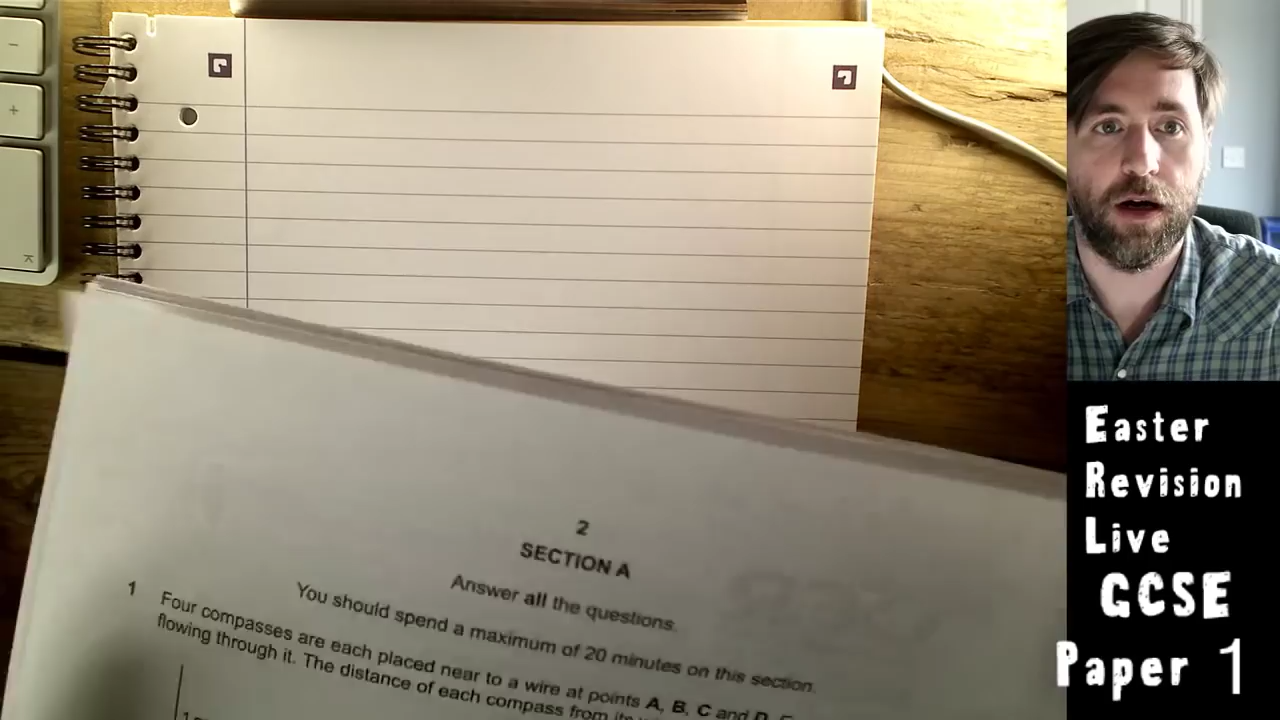 2
SECTION A
Answer all the questions.
You should spend a maximum of 20 minutes on this section.
1 Four compasses are each placed near to a wire at points A, B, C and D.
flowing through it. The distance of each compass from its
Easter
Revision
Live
GCSE
Paper 1